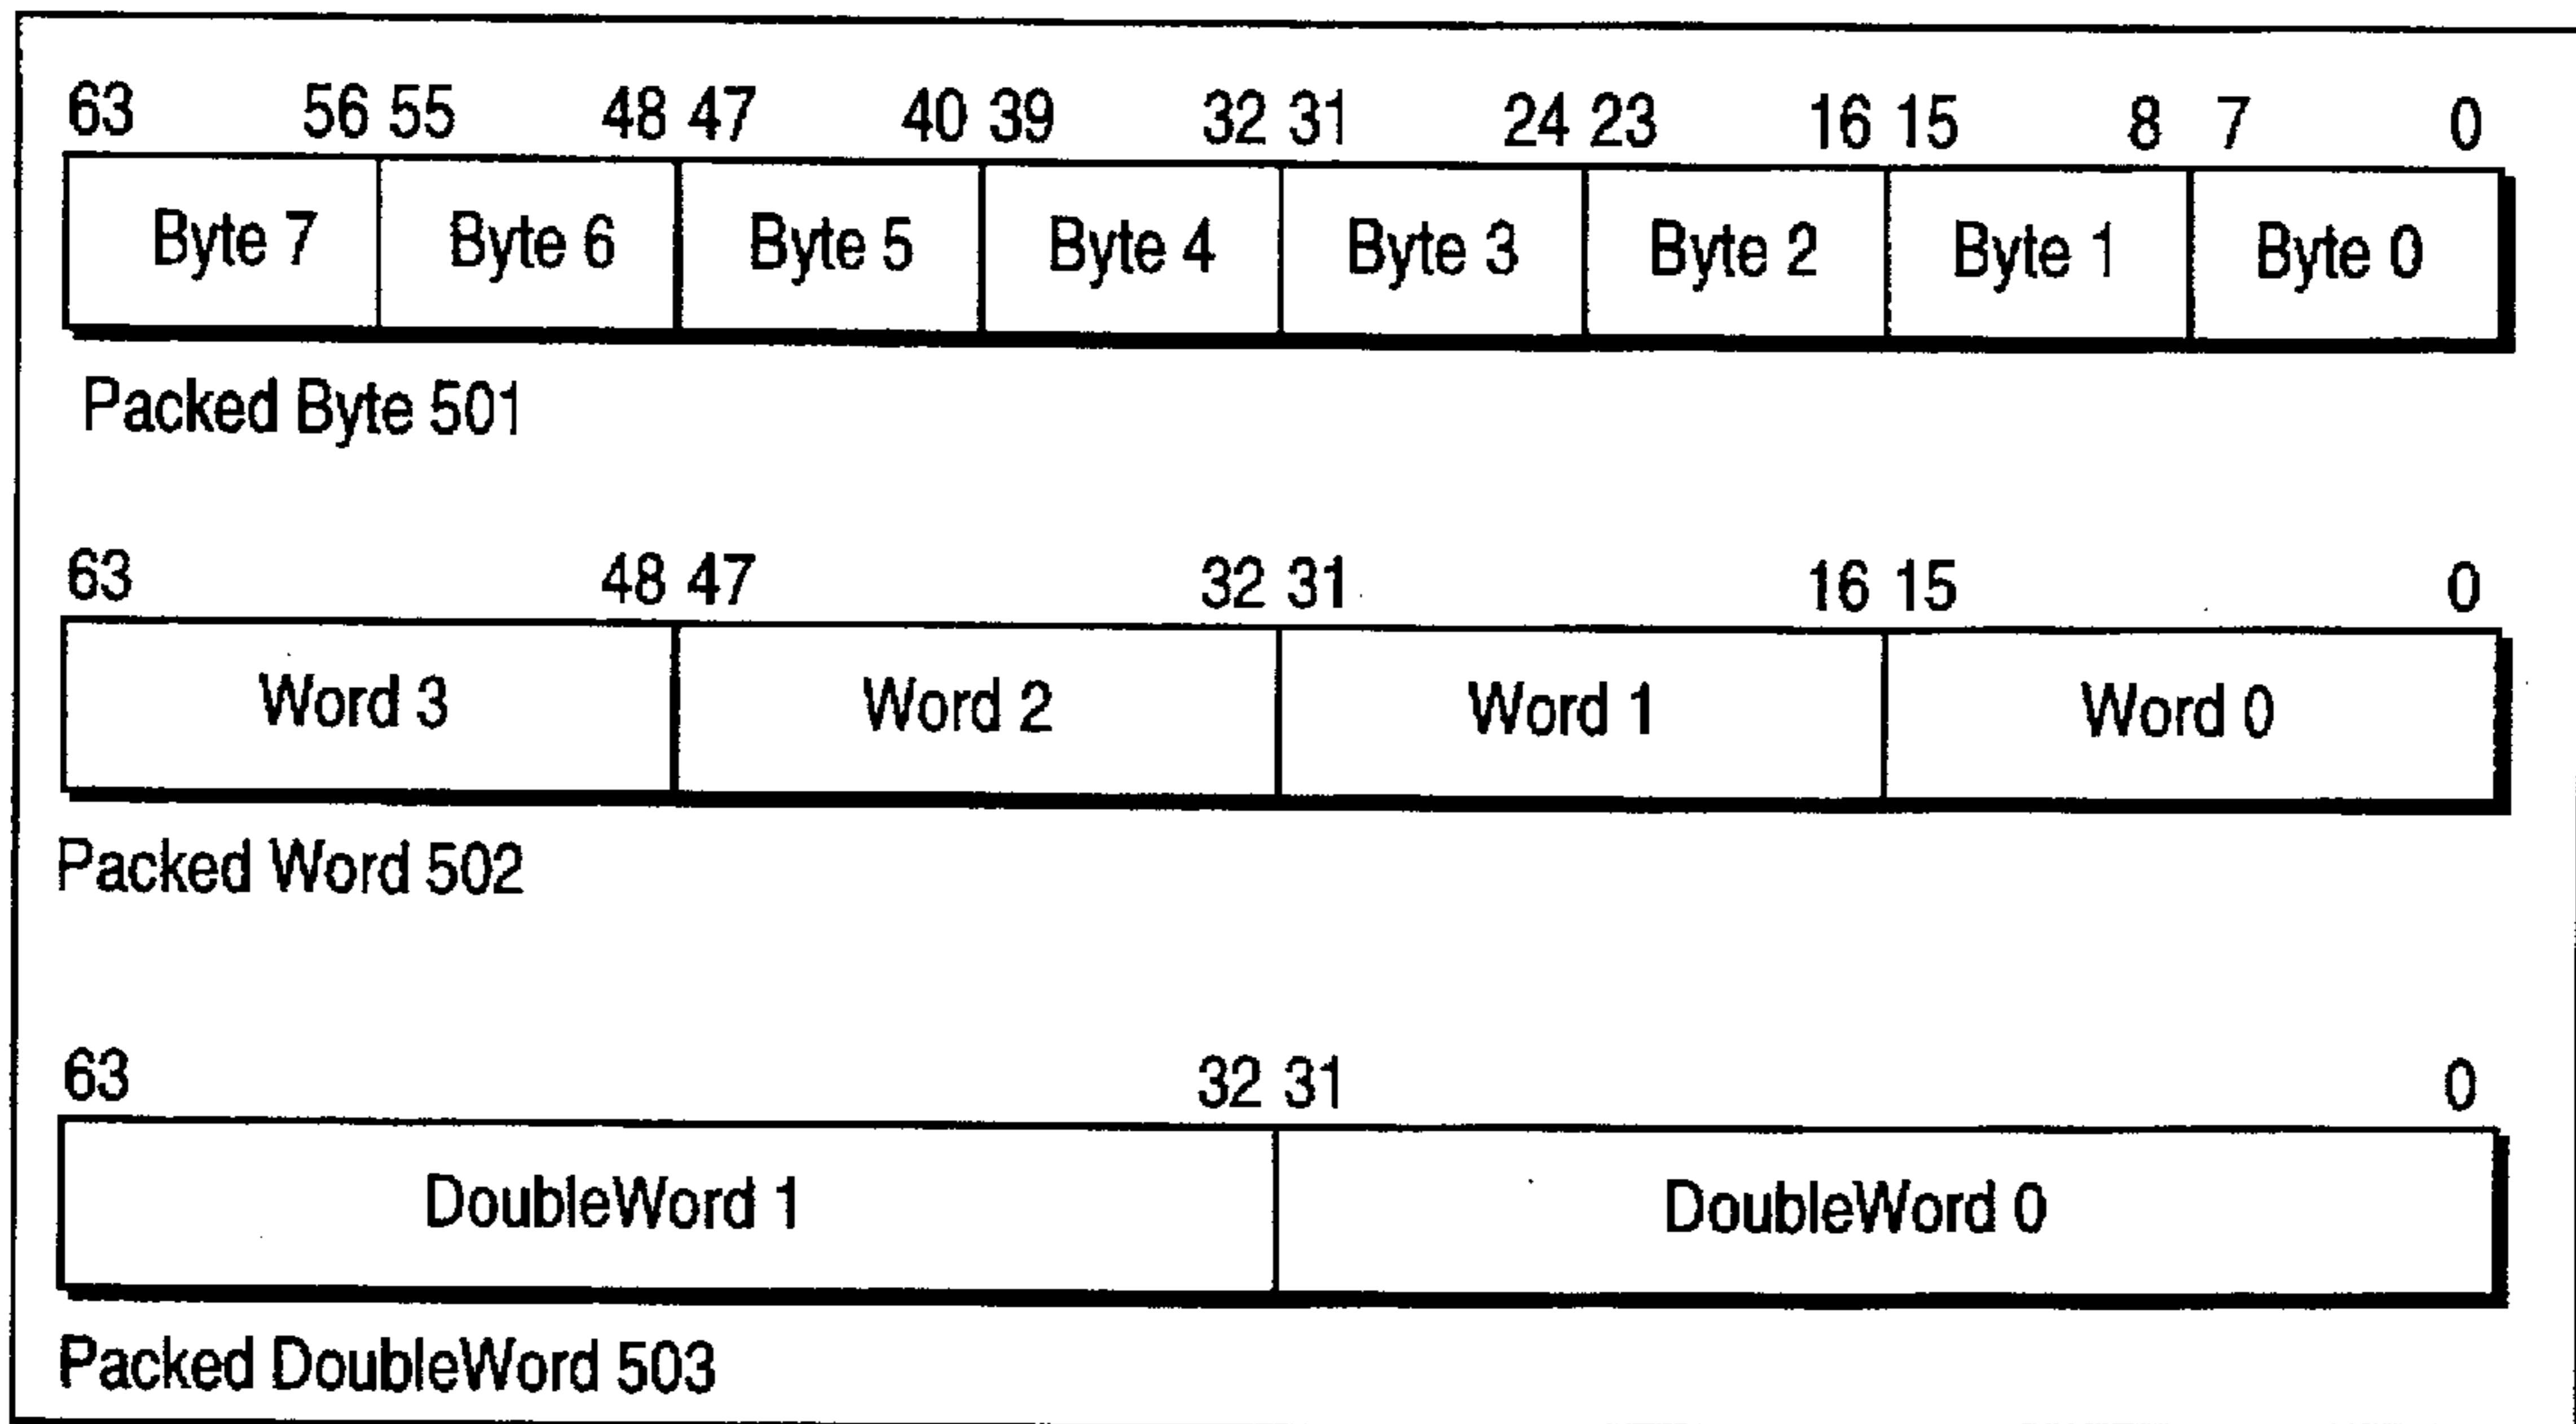 63 56 55 48 47 40 39 32 31 24 23 16 15 8 7 0
Byte 7 Byte 6 Byte 5 Byte 4 Byte 3 Byte 2 Byte 1 Byte 0
Packed Byte 501
63 48 47 32 31 16 15 0
Word 3 Word 2 Word 1 Word 0
Packed Word 502
63 32 31 0
DoubleWord 1 DoubleWord 0
Packed DoubleWord 503